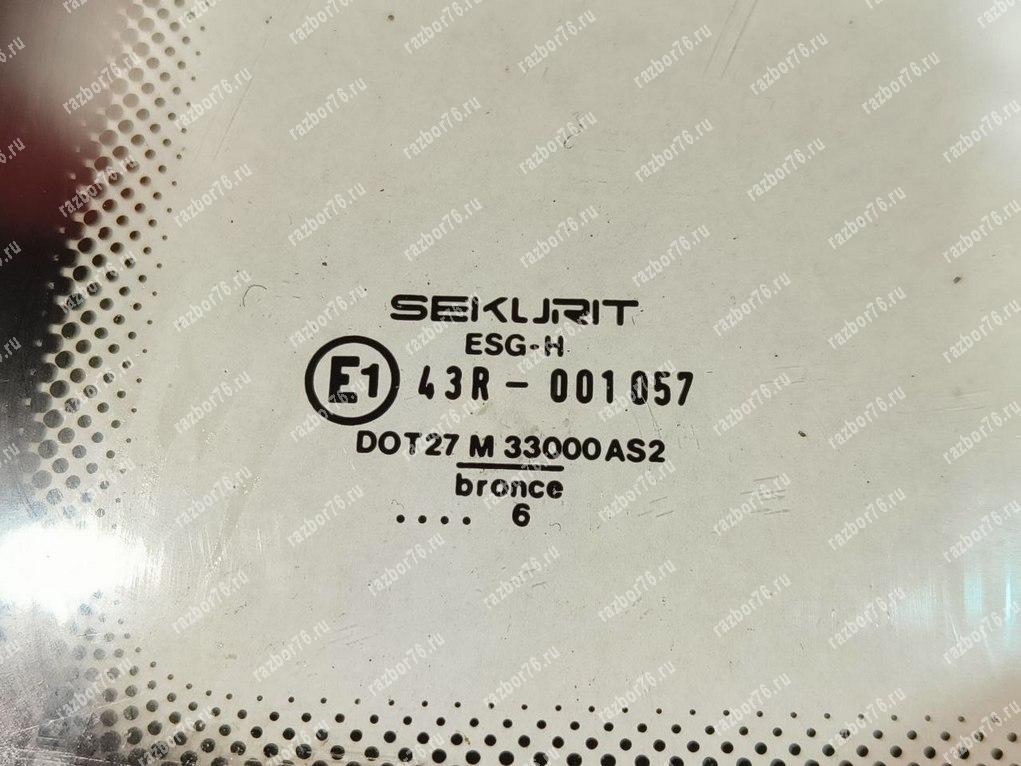 SEKURIT
ESG-H
E1 43R - 001057
DOT27 M 33000AS2
bronce
.... 6
razbor76.ru